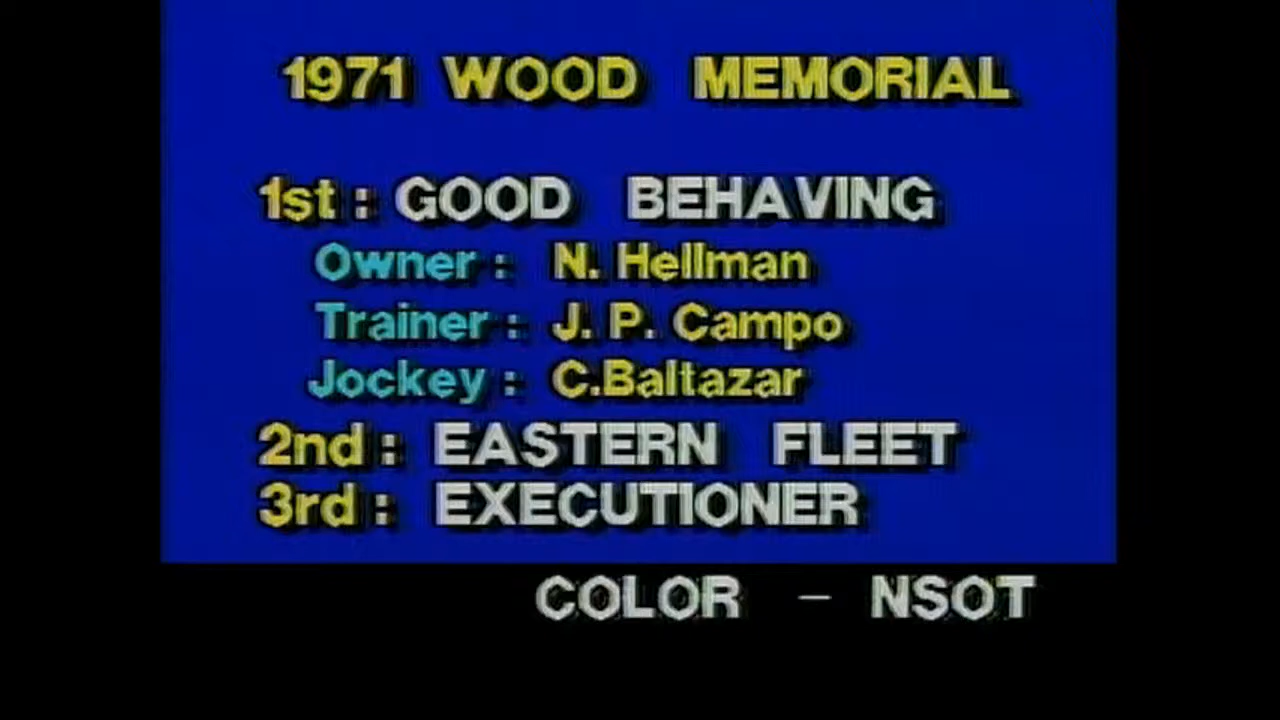 1971 WOOD MEMORIAL
1st: GOOD BEHAVING
Owner: N. Hellman
Trainer: J. P. Campo
Jockey: C.Baltazar
2nd: EASTERN FLEET
3rd: EXECUTIONER
COLOR - NSOT